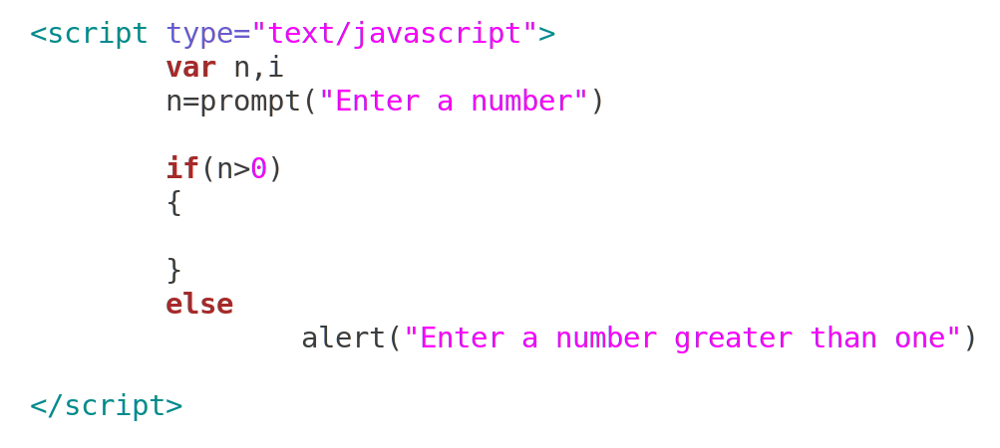 <script type="text/javascript">
var n,i
n=prompt("Enter a number")
if(n>0)
{
}
else
alert("Enter a number greater than one")
</script>